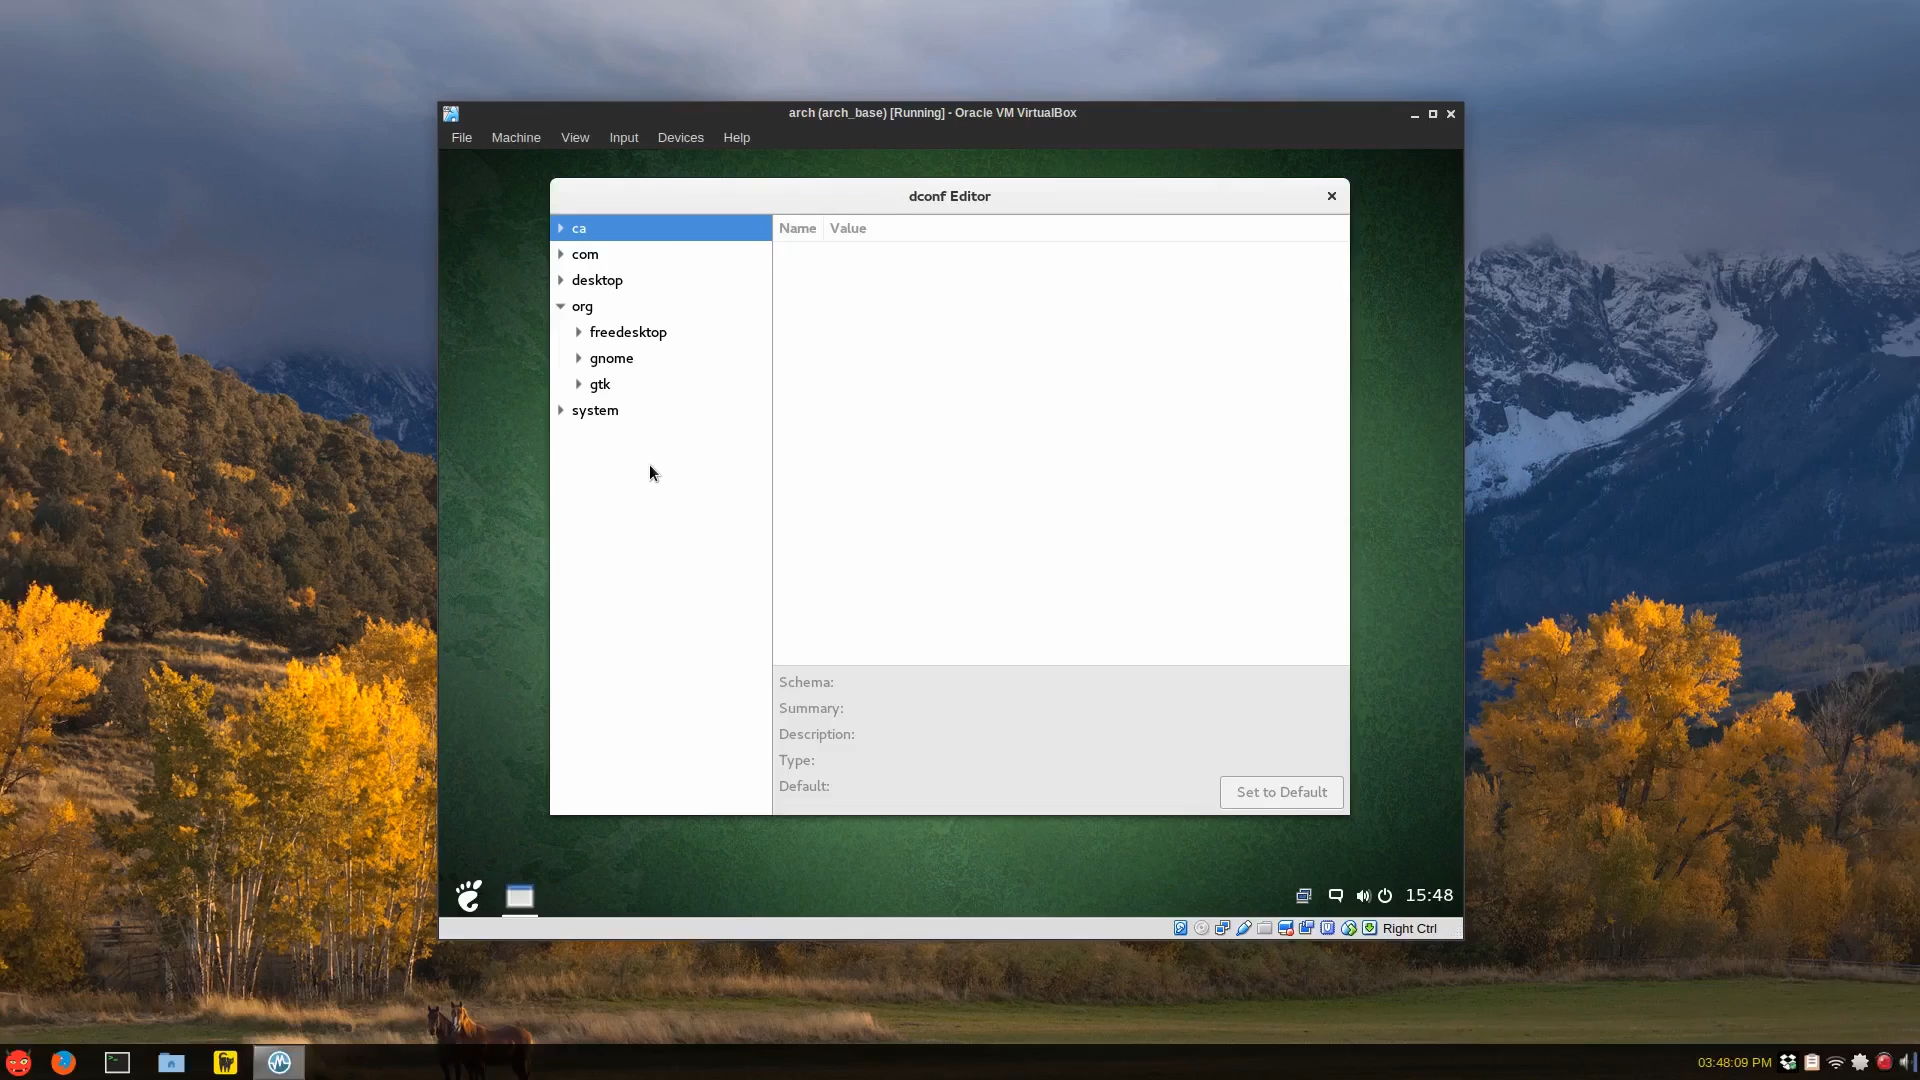 arch (arch_base) [Running] - Oracle VM VirtualBox
File Machine View Input Devices Help
dconf Editor
ca
com
desktop
org
freedesktop
gnome
gtk
system
Name Value
Schema:
Summary:
Description:
Type:
Default:
Set to Default
15:48
Right Ctrl
03:48:09 PM